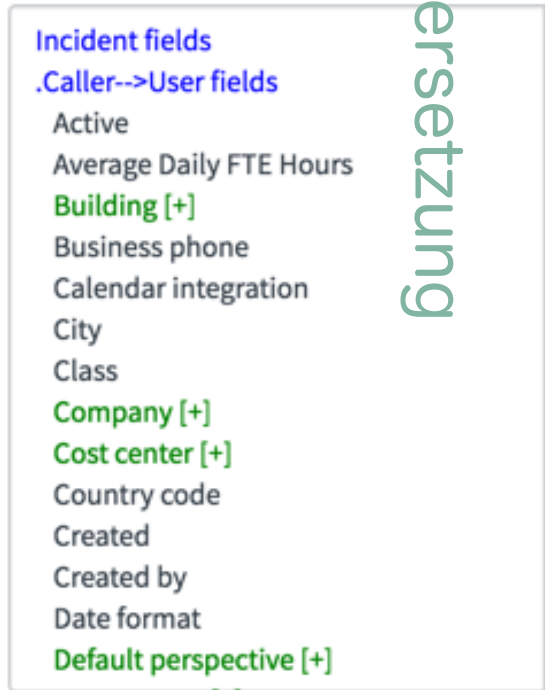 Incident fields
.Caller-->User fields
Active
Average Daily FTE Hours
Building [+]
Business phone
Calendar integration
City
Class
Company [+]
Cost center [+]
Country code
Created
Created by
Date format
Default perspective [+]
ersetzung